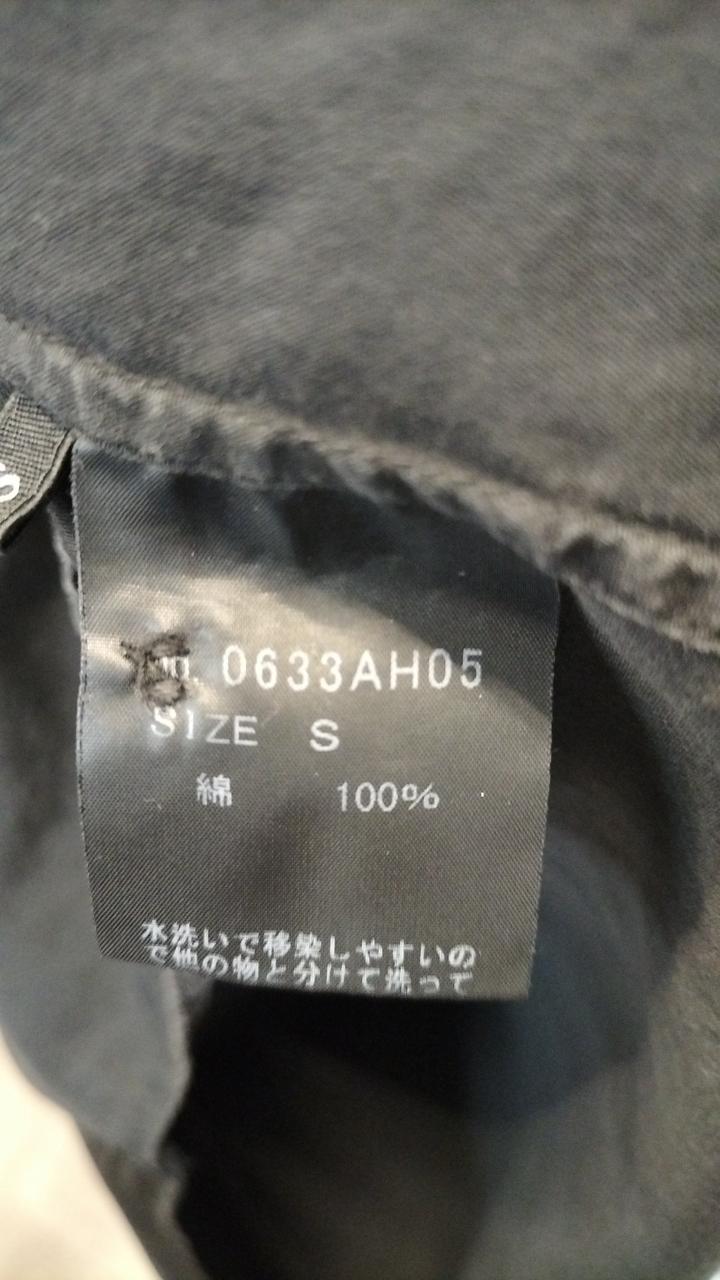 S
0633AH05
SIZE S
綿 100%
水洗いで移染しやすいの
で他の物と分けて洗って